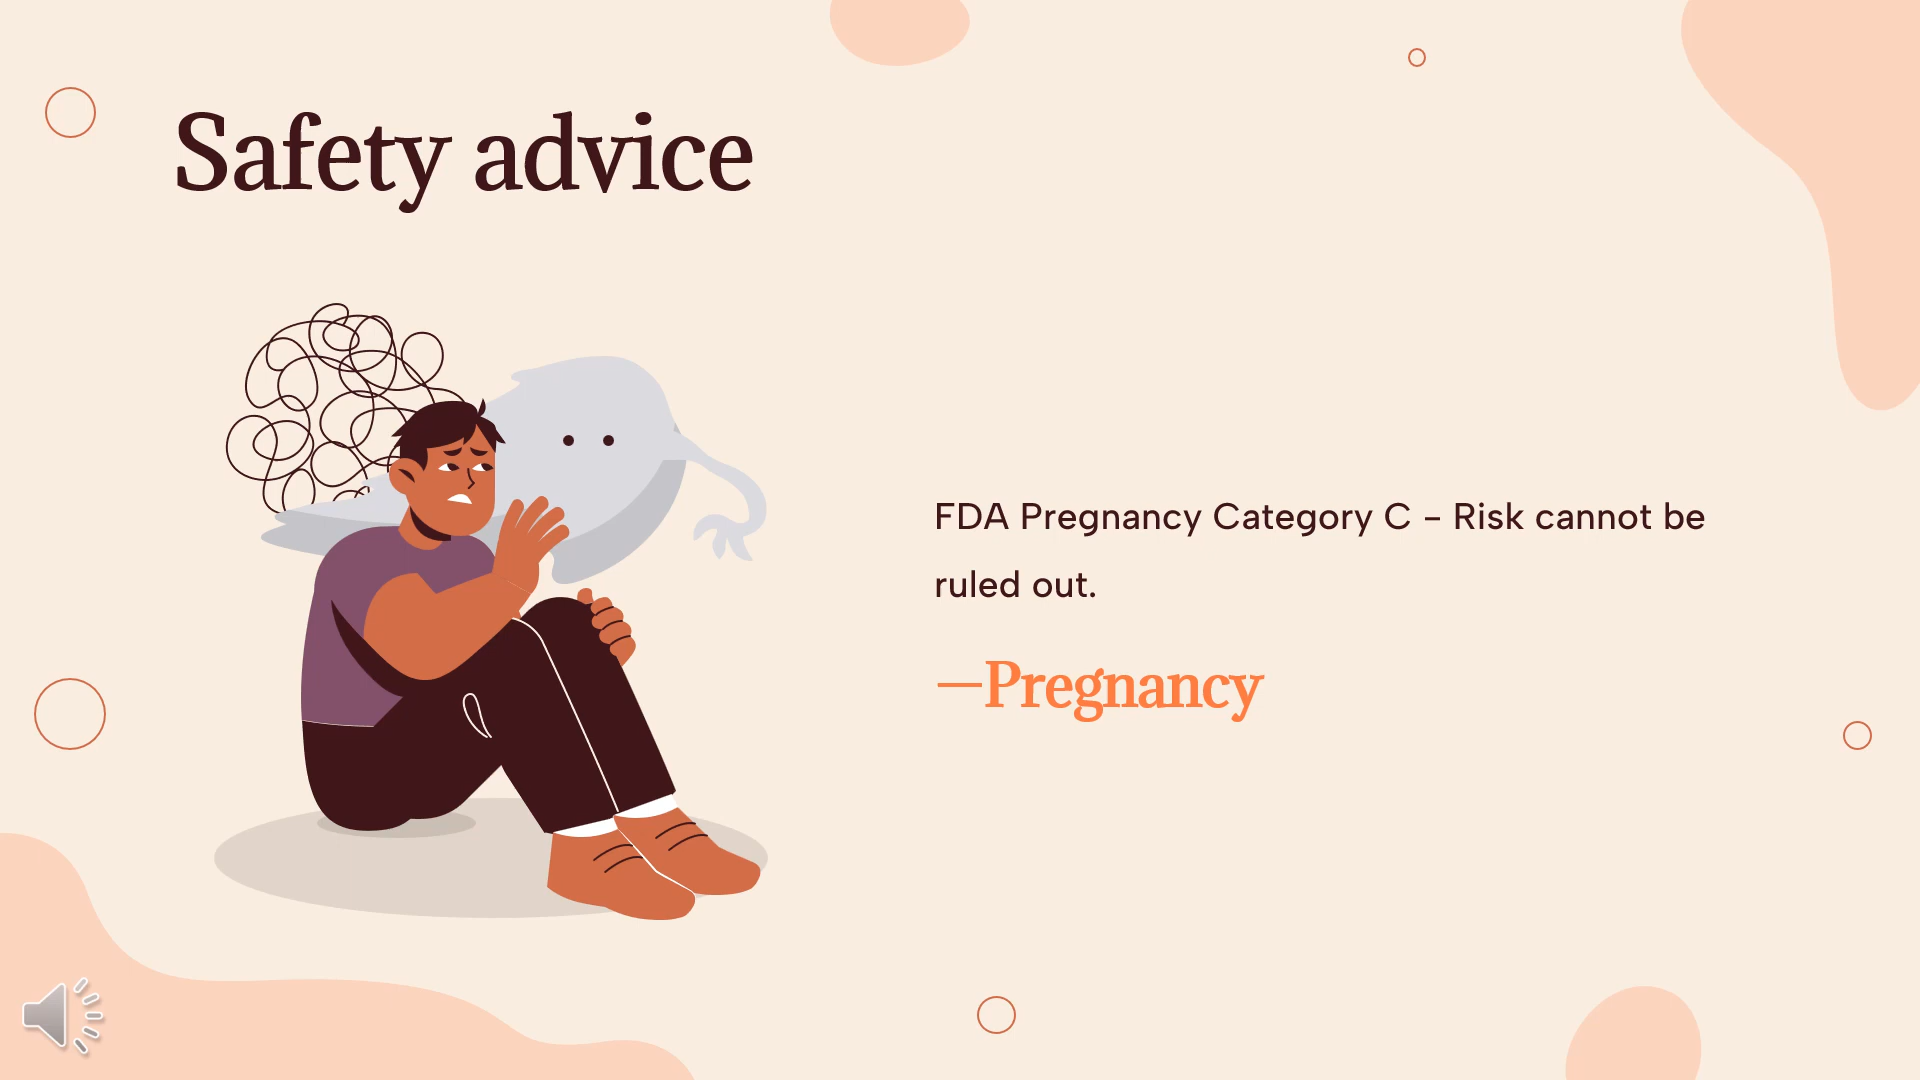 Safety advice
FDA Pregnancy Category C – Risk cannot be
ruled out.
—Pregnancy